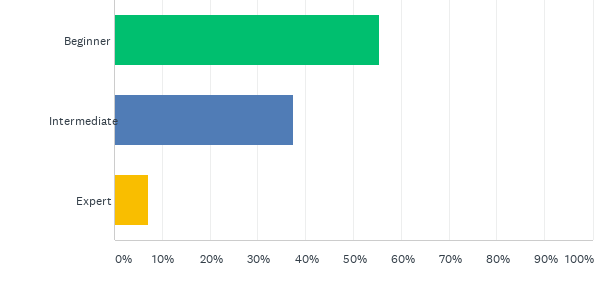 Beginner
Intermediate
Expert
0% 10% 20% 30% 40% 50% 60% 70% 80% 90% 100%